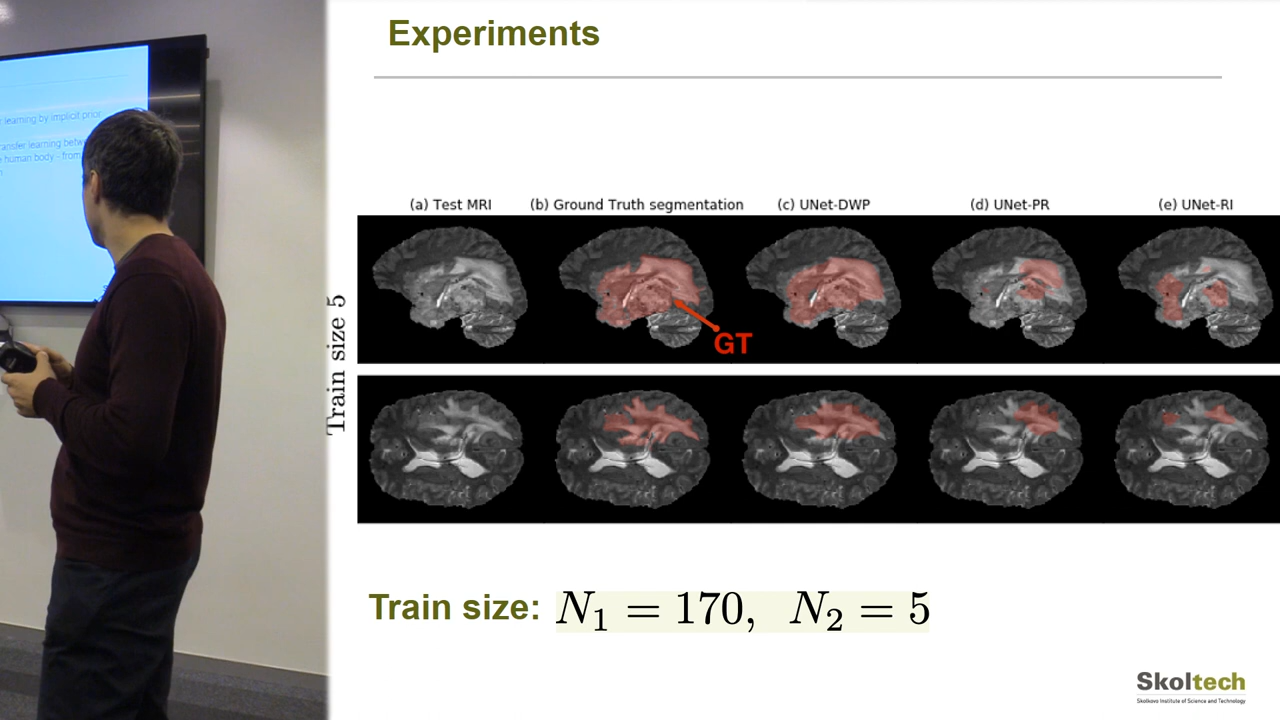 Experiments
(a) Test MRI (b) Ground Truth segmentation (c) UNet-DWP (d) UNet-PR (e) UNet-RI
Train size 5
GT
Train size: N₁ = 170, N₂ = 5
Skoltech
Skolkovo Institute of Science and Technology
learning by implicit prior
transfer learning
human body – from